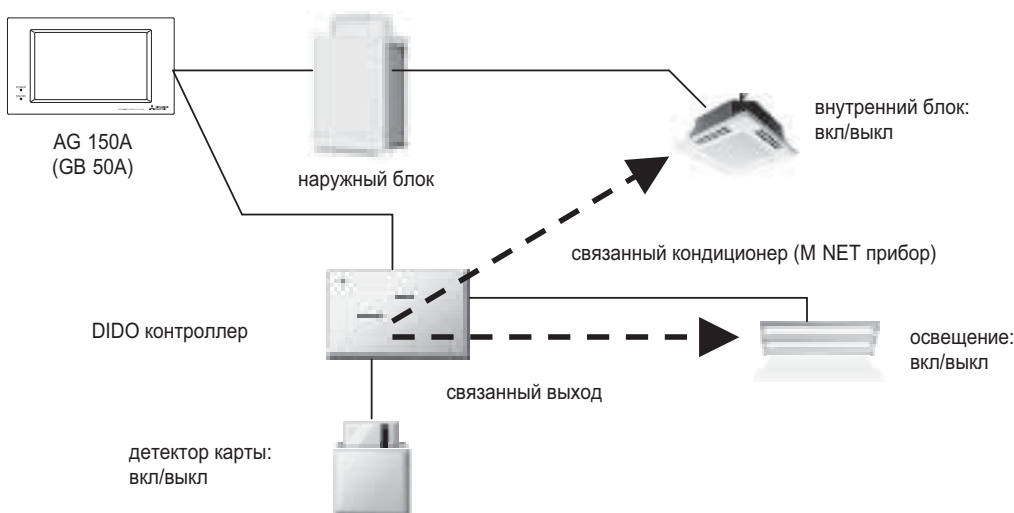 AG 150A
(GB 50A)
наружный блок
внутренний блок:
вкл/выкл
связанный кондиционер (M NET прибор)
DIDO контроллер
освещение:
вкл/выкл
связанный выход
детектор карты:
вкл/выкл